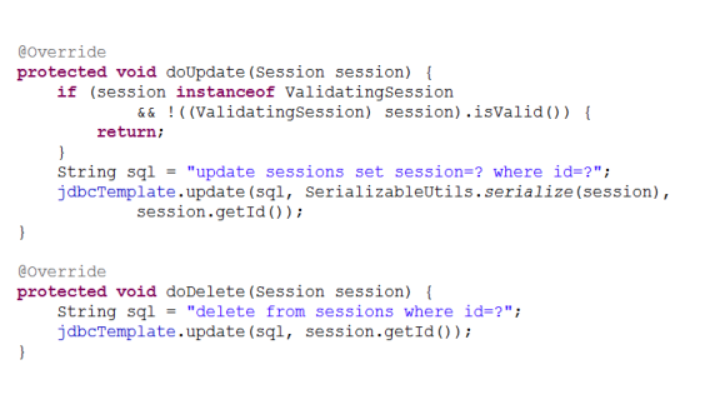 @Override
protected void doUpdate(Session session) {
    if (session instanceof ValidatingSession
            && !((ValidatingSession) session).isValid()) {
        return;
    }
    String sql = "update sessions set session=? where id=?";
    jdbcTemplate.update(sql, SerializableUtils.serialize(session),
            session.getId());
}
@Override
protected void doDelete(Session session) {
    String sql = "delete from sessions where id=?";
    jdbcTemplate.update(sql, session.getId());
}